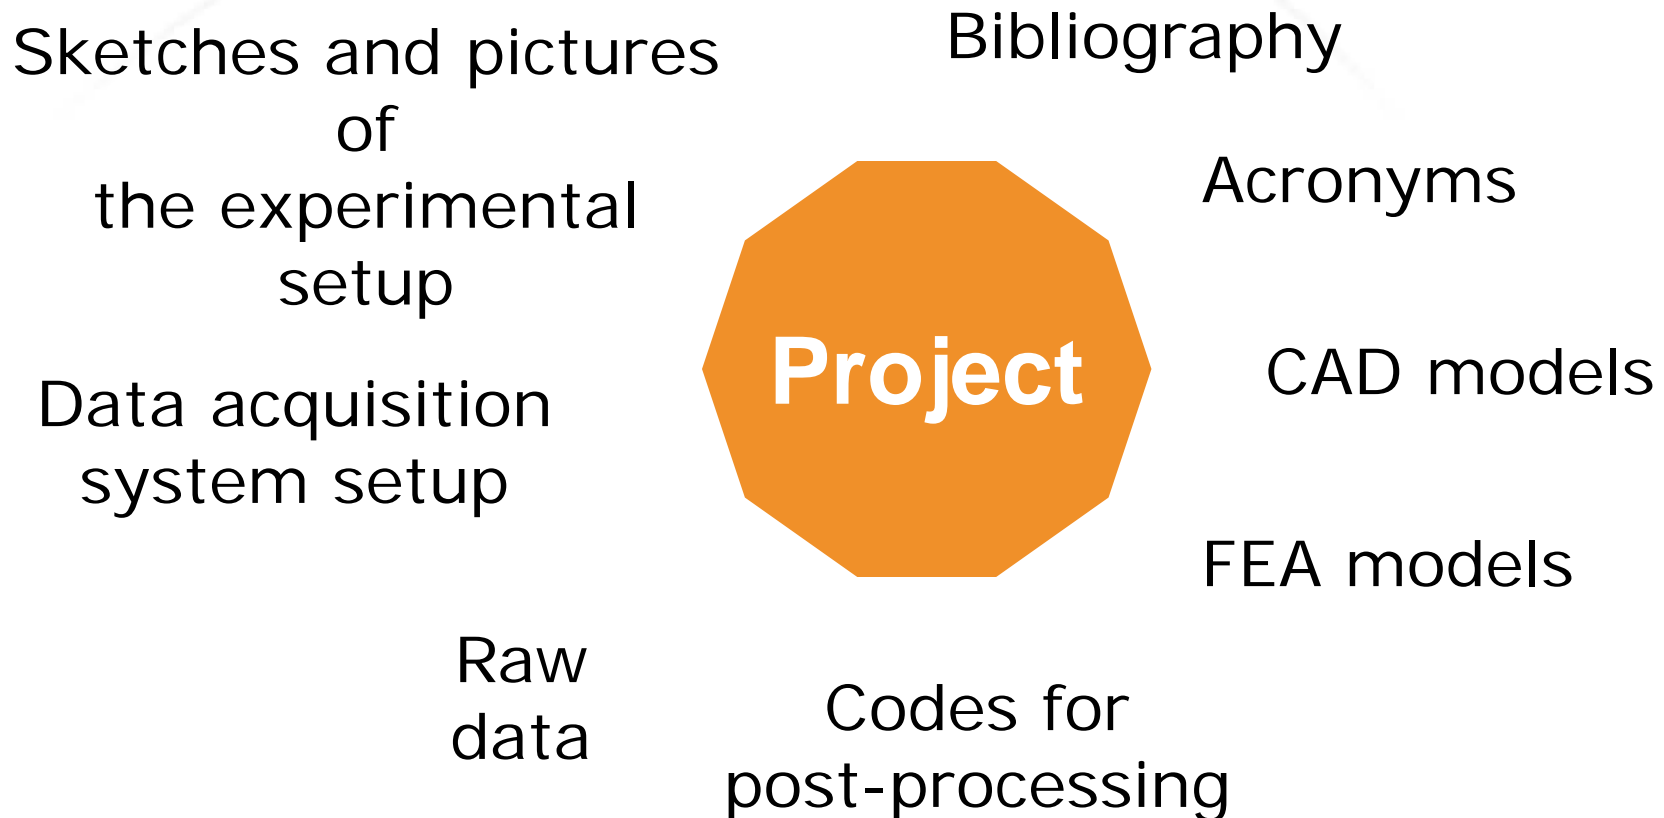 Sketches and pictures
of
the experimental
setup
Bibliography
Acronyms
Project
CAD models
Data acquisition
system setup
FEA models
Raw
data
Codes for
post-processing